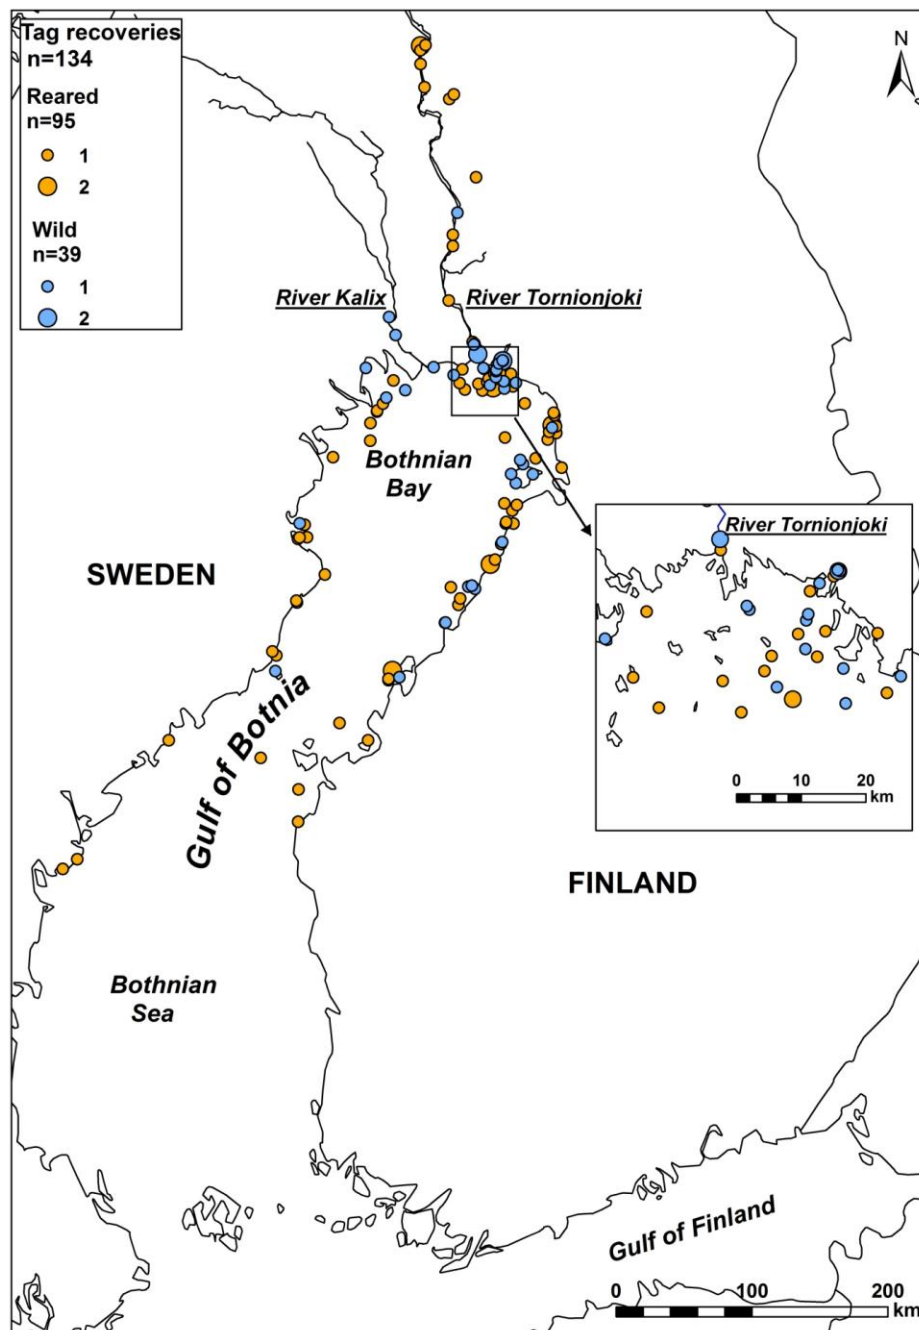 Tag recoveries
n=134
Reared
n=95
1
2
Wild
n=39
1
2
N
River Kalix
River Tornionjoki
Bothnian
Bay
SWEDEN
River Tornionjoki
0 10 20
km
Gulf of Botnia
FINLAND
Bothnian
Sea
Gulf of Finland
0 100 200
km